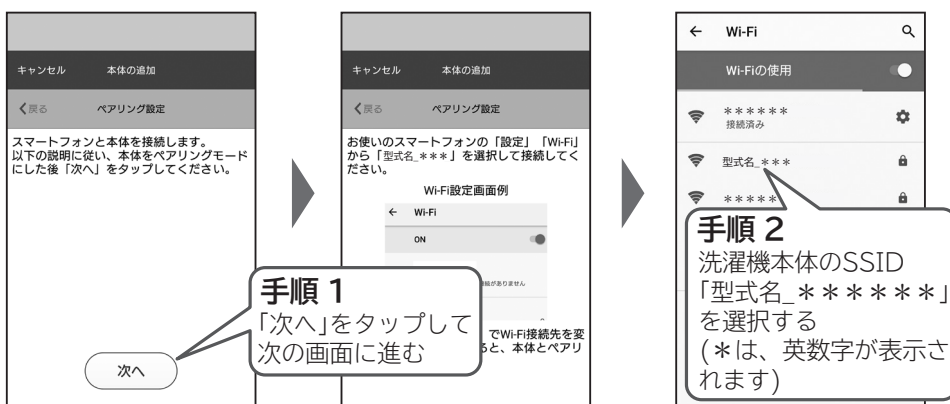 キャンセル 本体の追加
戻る ペアリング設定
スマートフォンと本体を接続します。
以下の説明に従い、本体をペアリングモード
にした後「次へ」をタップしてください。
次へ
手順 1
「次へ」をタップして
次の画面に進む
キャンセル 本体の追加
戻る ペアリング設定
お使いのスマートフォンの「設定」「Wi-Fi」
から「型式名_***」を選択して接続してく
ださい。
Wi-Fi設定画面例
← Wi-Fi
ON
がありません
でWi-Fi接続先を変
ると、本体とペアリ
← Wi-Fi
Wi-Fiの使用
******
接続済み
型式名_***
*****
手順 2
洗濯機本体のSSID
「型式名_******」
を選択する
(*は、英数字が表示さ
れます)